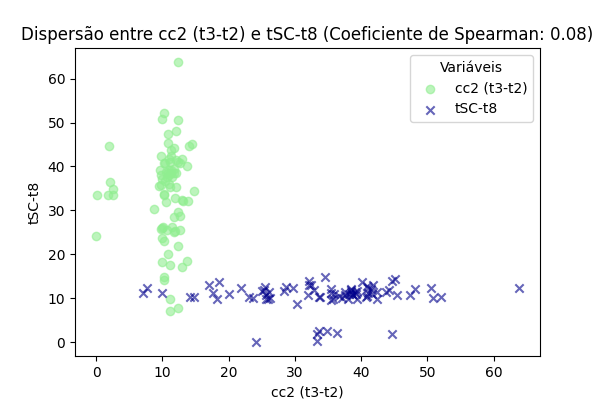 Dispersão entre cc2 (t3-t2) e tSC-t8 (Coeficiente de Spearman: 0.08)
Variáveis
cc2 (t3-t2)
tSC-t8
60
50
40
30
20
10
0
tSC-t8
0 10 20 30 40 50 60
cc2 (t3-t2)